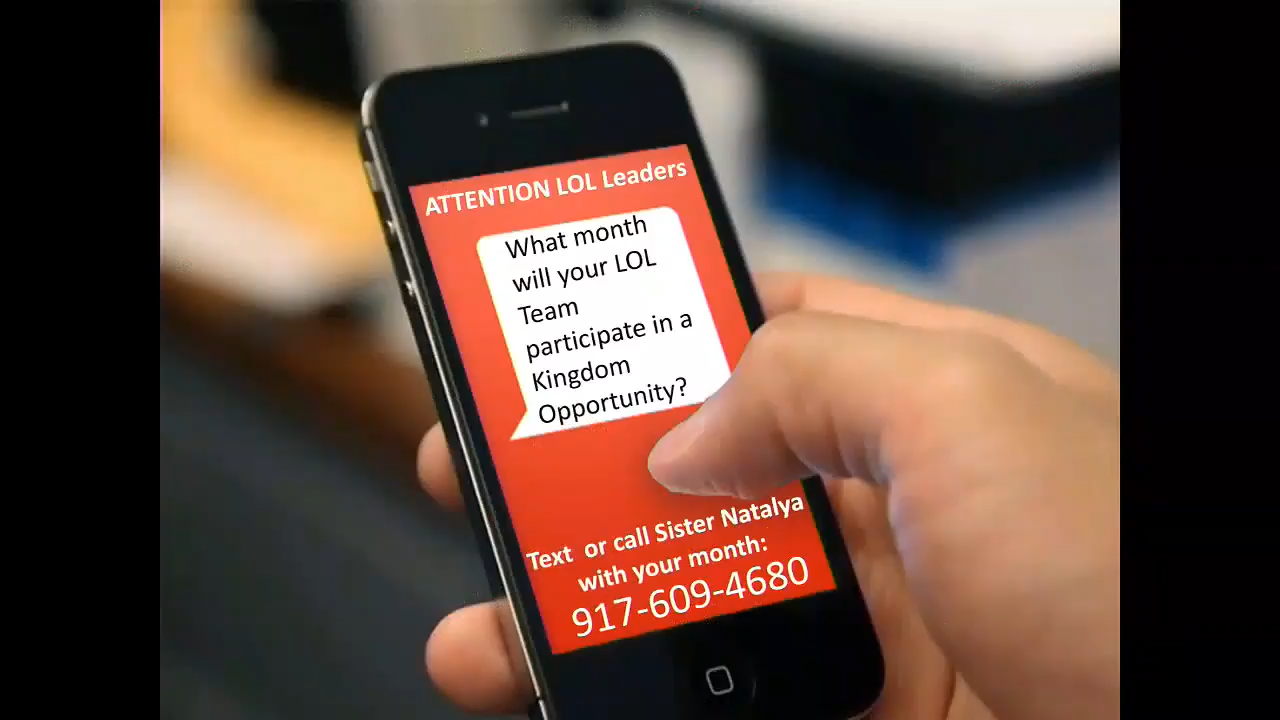 ATTENTION LOL Leaders
What month
will your LOL
Team
participate in a
Kingdom
Opportunity?
Text or call Sister Natalya
with your month:
917-609-4680